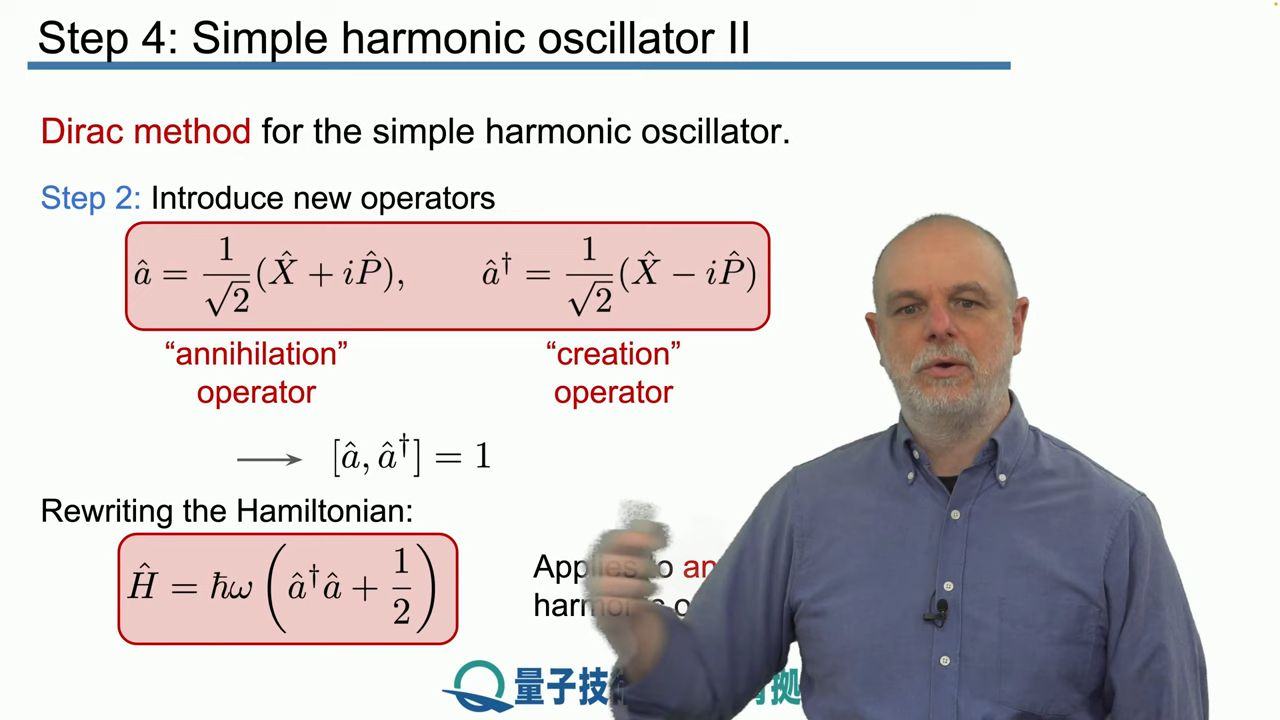 Step 4: Simple harmonic oscillator II
Dirac method for the simple harmonic oscillator.
Step 2: Introduce new operators
â = 1/√2 (X̂ + iP̂), â† = 1/√2 (X̂ − iP̂)
“annihilation” “creation”
operator operator
⟶ [â, â†] = 1
Rewriting the Hamiltonian:
Ĥ = ħω (â†â + 1/2)
Applies to
量子技